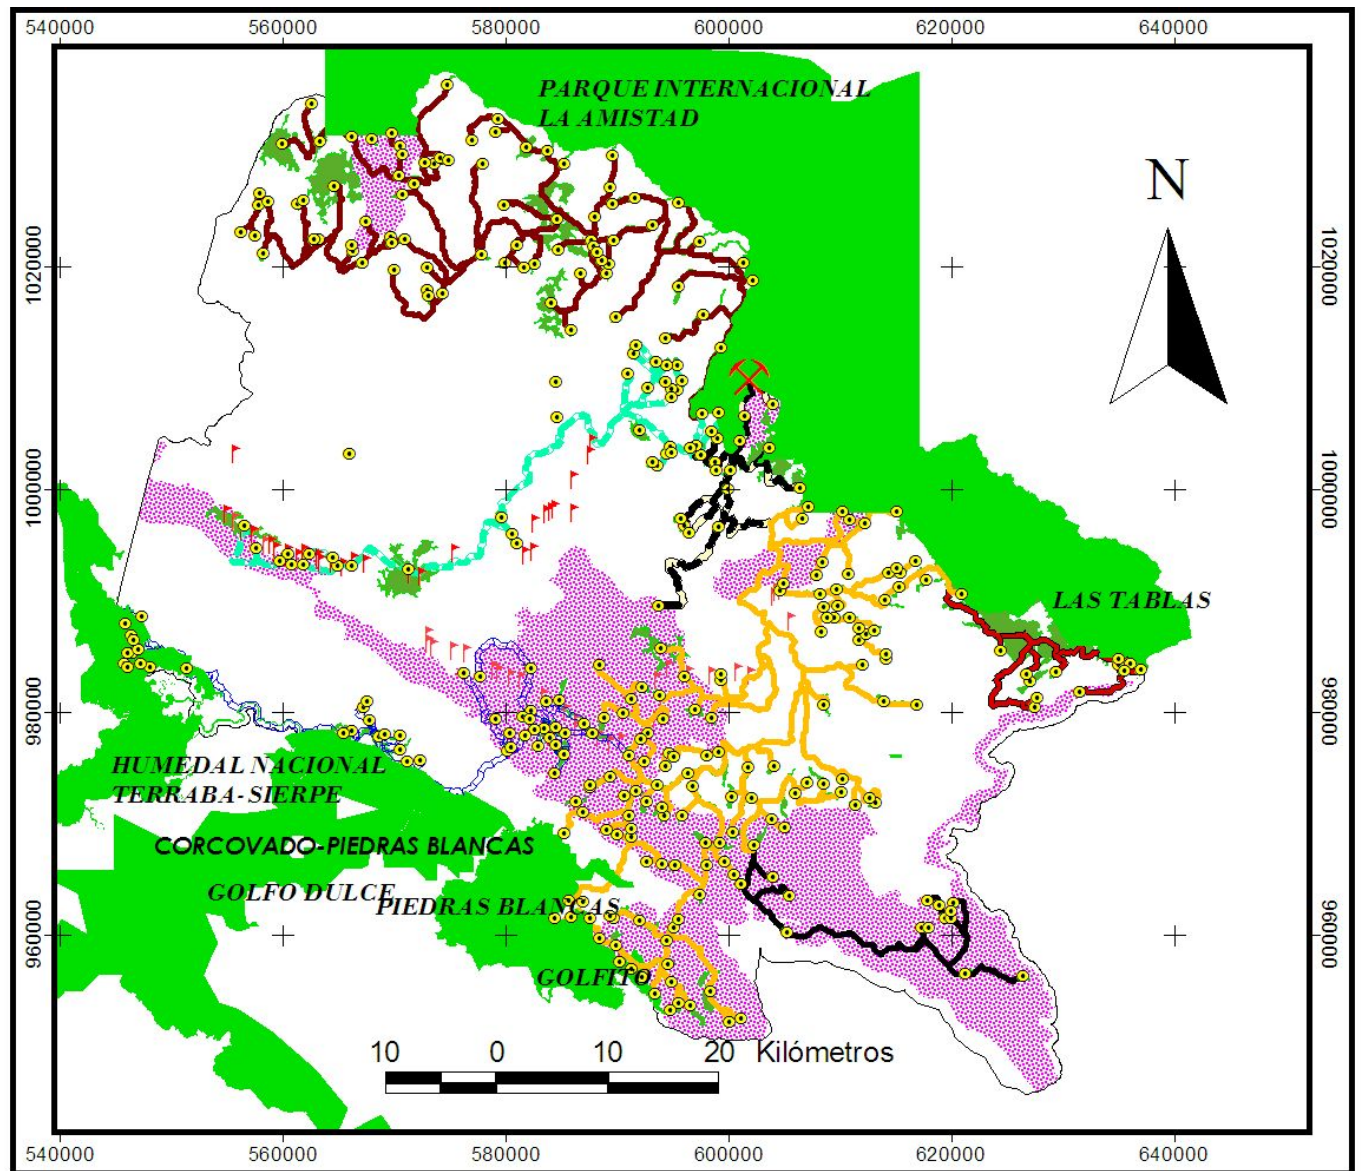 540000 560000 580000 600000 620000 640000
PARQUE INTERNACIONAL
LA AMISTAD
N
1020000 1020000
1000000 1000000
LAS TABLAS
980000 980000
HUMEDAL NACIONAL
TERRABA-SIERPE
CORCOVADO-PIEDRAS BLANCAS
GOLFO DULCE
PIEDRAS BLANCAS
960000 960000
GOLFITO
10 0 10 20 Kilómetros
540000 560000 580000 600000 620000 640000